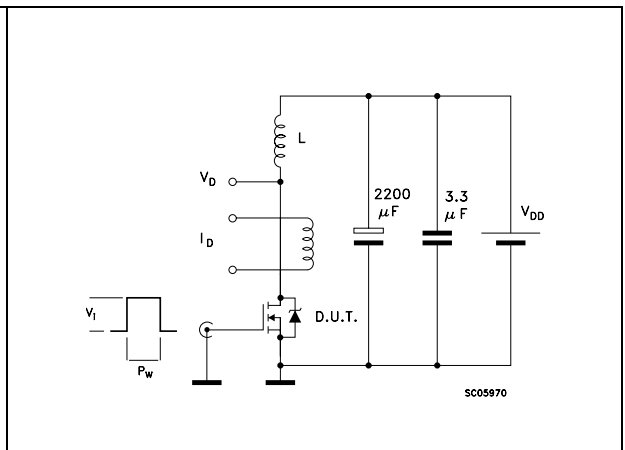 L
V_D
2200
μF
3.3
μF
V_DD
I_D
V_i
D.U.T.
P_W
SC05970